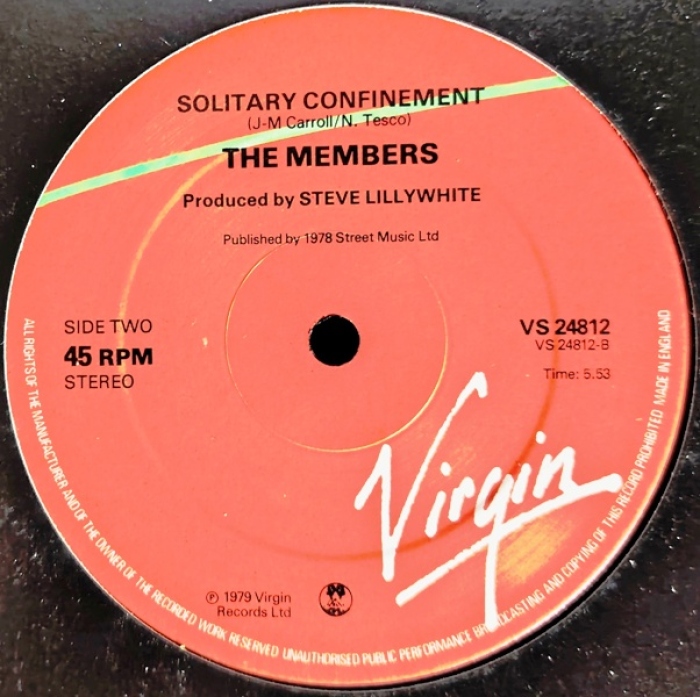 SOLITARY CONFINEMENT
(J-M Carroll/N. Tesco)
THE MEMBERS
Produced by STEVE LILLYWHITE
Published by 1978 Street Music Ltd
SIDE TWO
45 RPM
STEREO
VS 24812
VS 24812-B
Time: 5.53
Virgin
℗ 1979 Virgin
Records Ltd
ALL RIGHTS OF THE MANUFACTURER AND OF THE OWNER OF THE RECORDED WORK RESERVED UNAUTHORISED PUBLIC PERFORMANCE BROADCASTING AND COPYING OF THIS RECORD PROHIBITED MADE IN ENGLAND